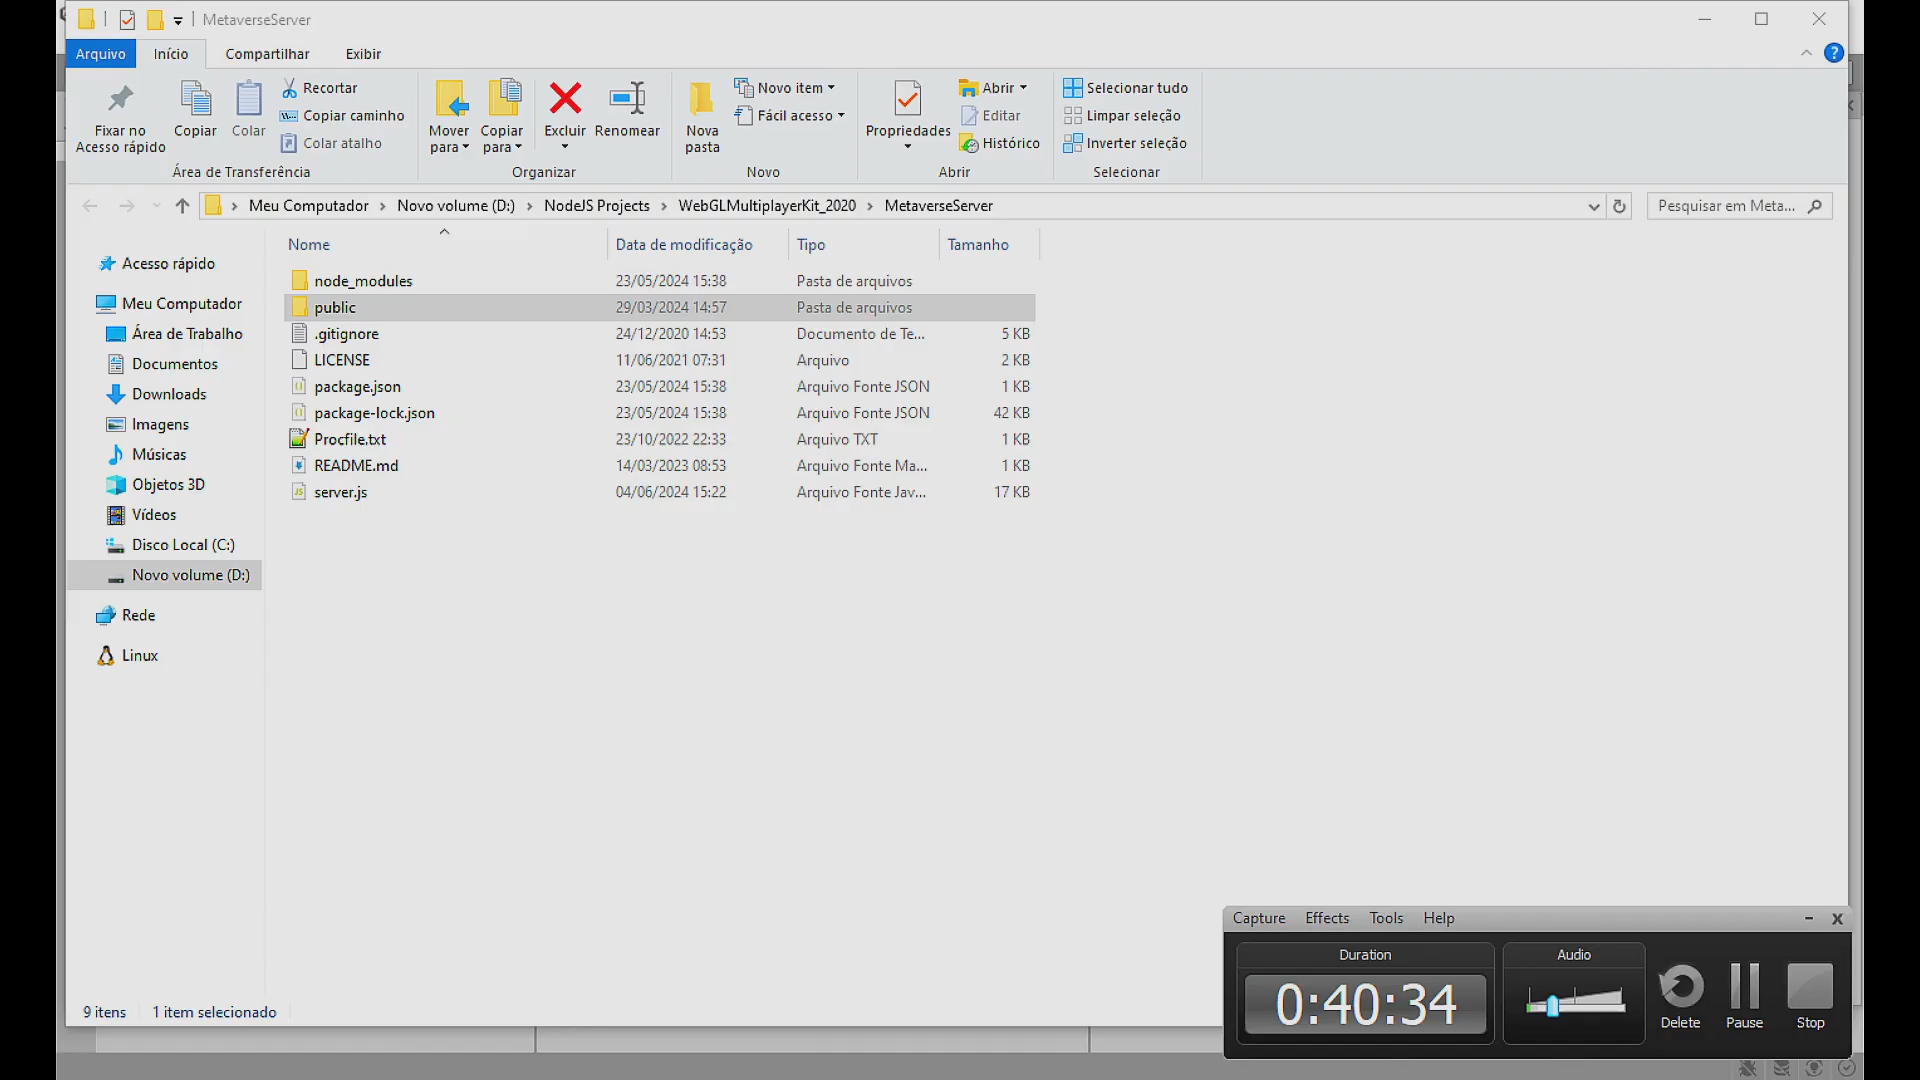 MetaverseServer
Arquivo Início Compartilhar Exibir
Fixar no
Acesso rápido
Copiar
Colar
Recortar
Copiar caminho
Colar atalho
Área de Transferência
Mover
para
Copiar
para
Excluir
Renomear
Organizar
Nova
pasta
Novo item
Fácil acesso
Novo
Propriedades
Abrir
Editar
Histórico
Abrir
Selecionar tudo
Limpar seleção
Inverter seleção
Selecionar
Meu Computador > Novo volume (D:) > NodeJS Projects > WebGLMultiplayerKit_2020 > MetaverseServer
Pesquisar em Meta...
Acesso rápido
Meu Computador
Área de Trabalho
Documentos
Downloads
Imagens
Músicas
Objetos 3D
Vídeos
Disco Local (C:)
Novo volume (D:)
Rede
Linux
Nome Data de modificação Tipo Tamanho
node_modules 23/05/2024 15:38 Pasta de arquivos
public 29/03/2024 14:57 Pasta de arquivos
.gitignore 24/12/2020 14:53 Documento de Te... 5 KB
LICENSE 11/06/2021 07:31 Arquivo 2 KB
package.json 23/05/2024 15:38 Arquivo Fonte JSON 1 KB
package-lock.json 23/05/2024 15:38 Arquivo Fonte JSON 42 KB
Procfile.txt 23/10/2022 22:33 Arquivo TXT 1 KB
README.md 14/03/2023 08:53 Arquivo Fonte Ma... 1 KB
server.js 04/06/2024 15:22 Arquivo Fonte Jav... 17 KB
9 itens 1 item selecionado
Capture Effects Tools Help
Duration
0:40:34
Audio
Delete Pause Stop